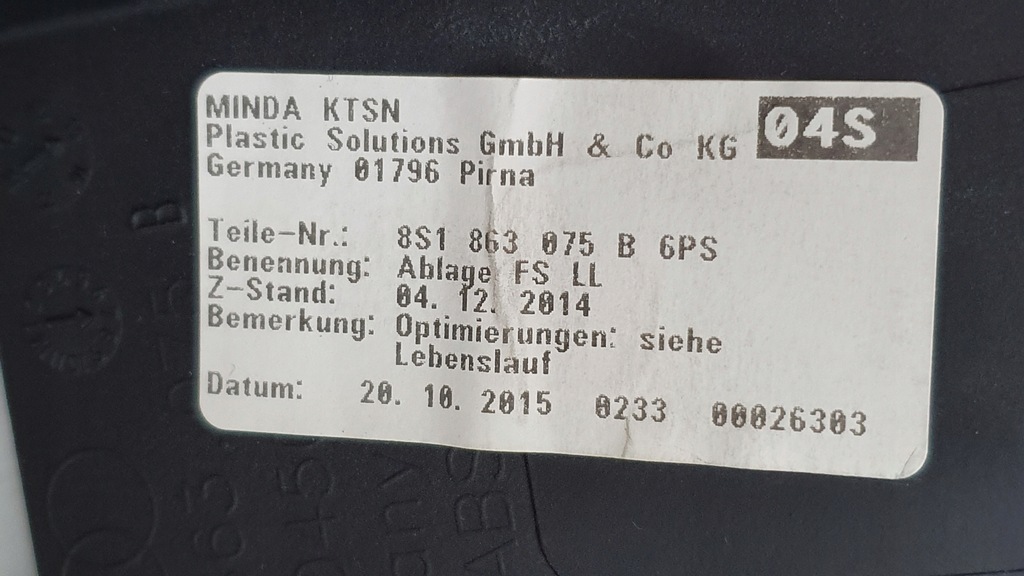 MINDA KTSN
Plastic Solutions GmbH & Co KG
Germany 01796 Pirna
04S
Teile-Nr.: 8S1 863 075 B 6PS
Benennung: Ablage FS LL
Z-Stand: 04. 12. 2014
Bemerkung: Optimierungen: siehe
Lebenslauf
Datum: 20. 10. 2015 0233 00026303
B
ABS